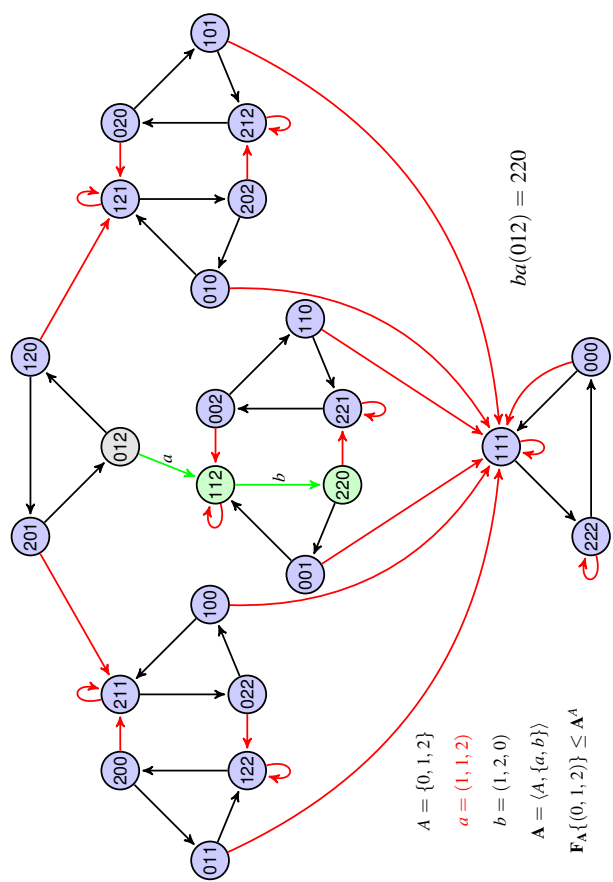 201 120
200 211 012 121 020
a
011 100 112 002 010 101
122 022 202 212
b
001 110
220 221
A = {0, 1, 2}
a = (1, 1, 2)
b = (1, 2, 0)
𝐀 = ⟨A, {a, b}⟩
𝐅_𝐀{(0, 1, 2)} ≤ 𝐀^A
111
ba(012) = 220
222 000